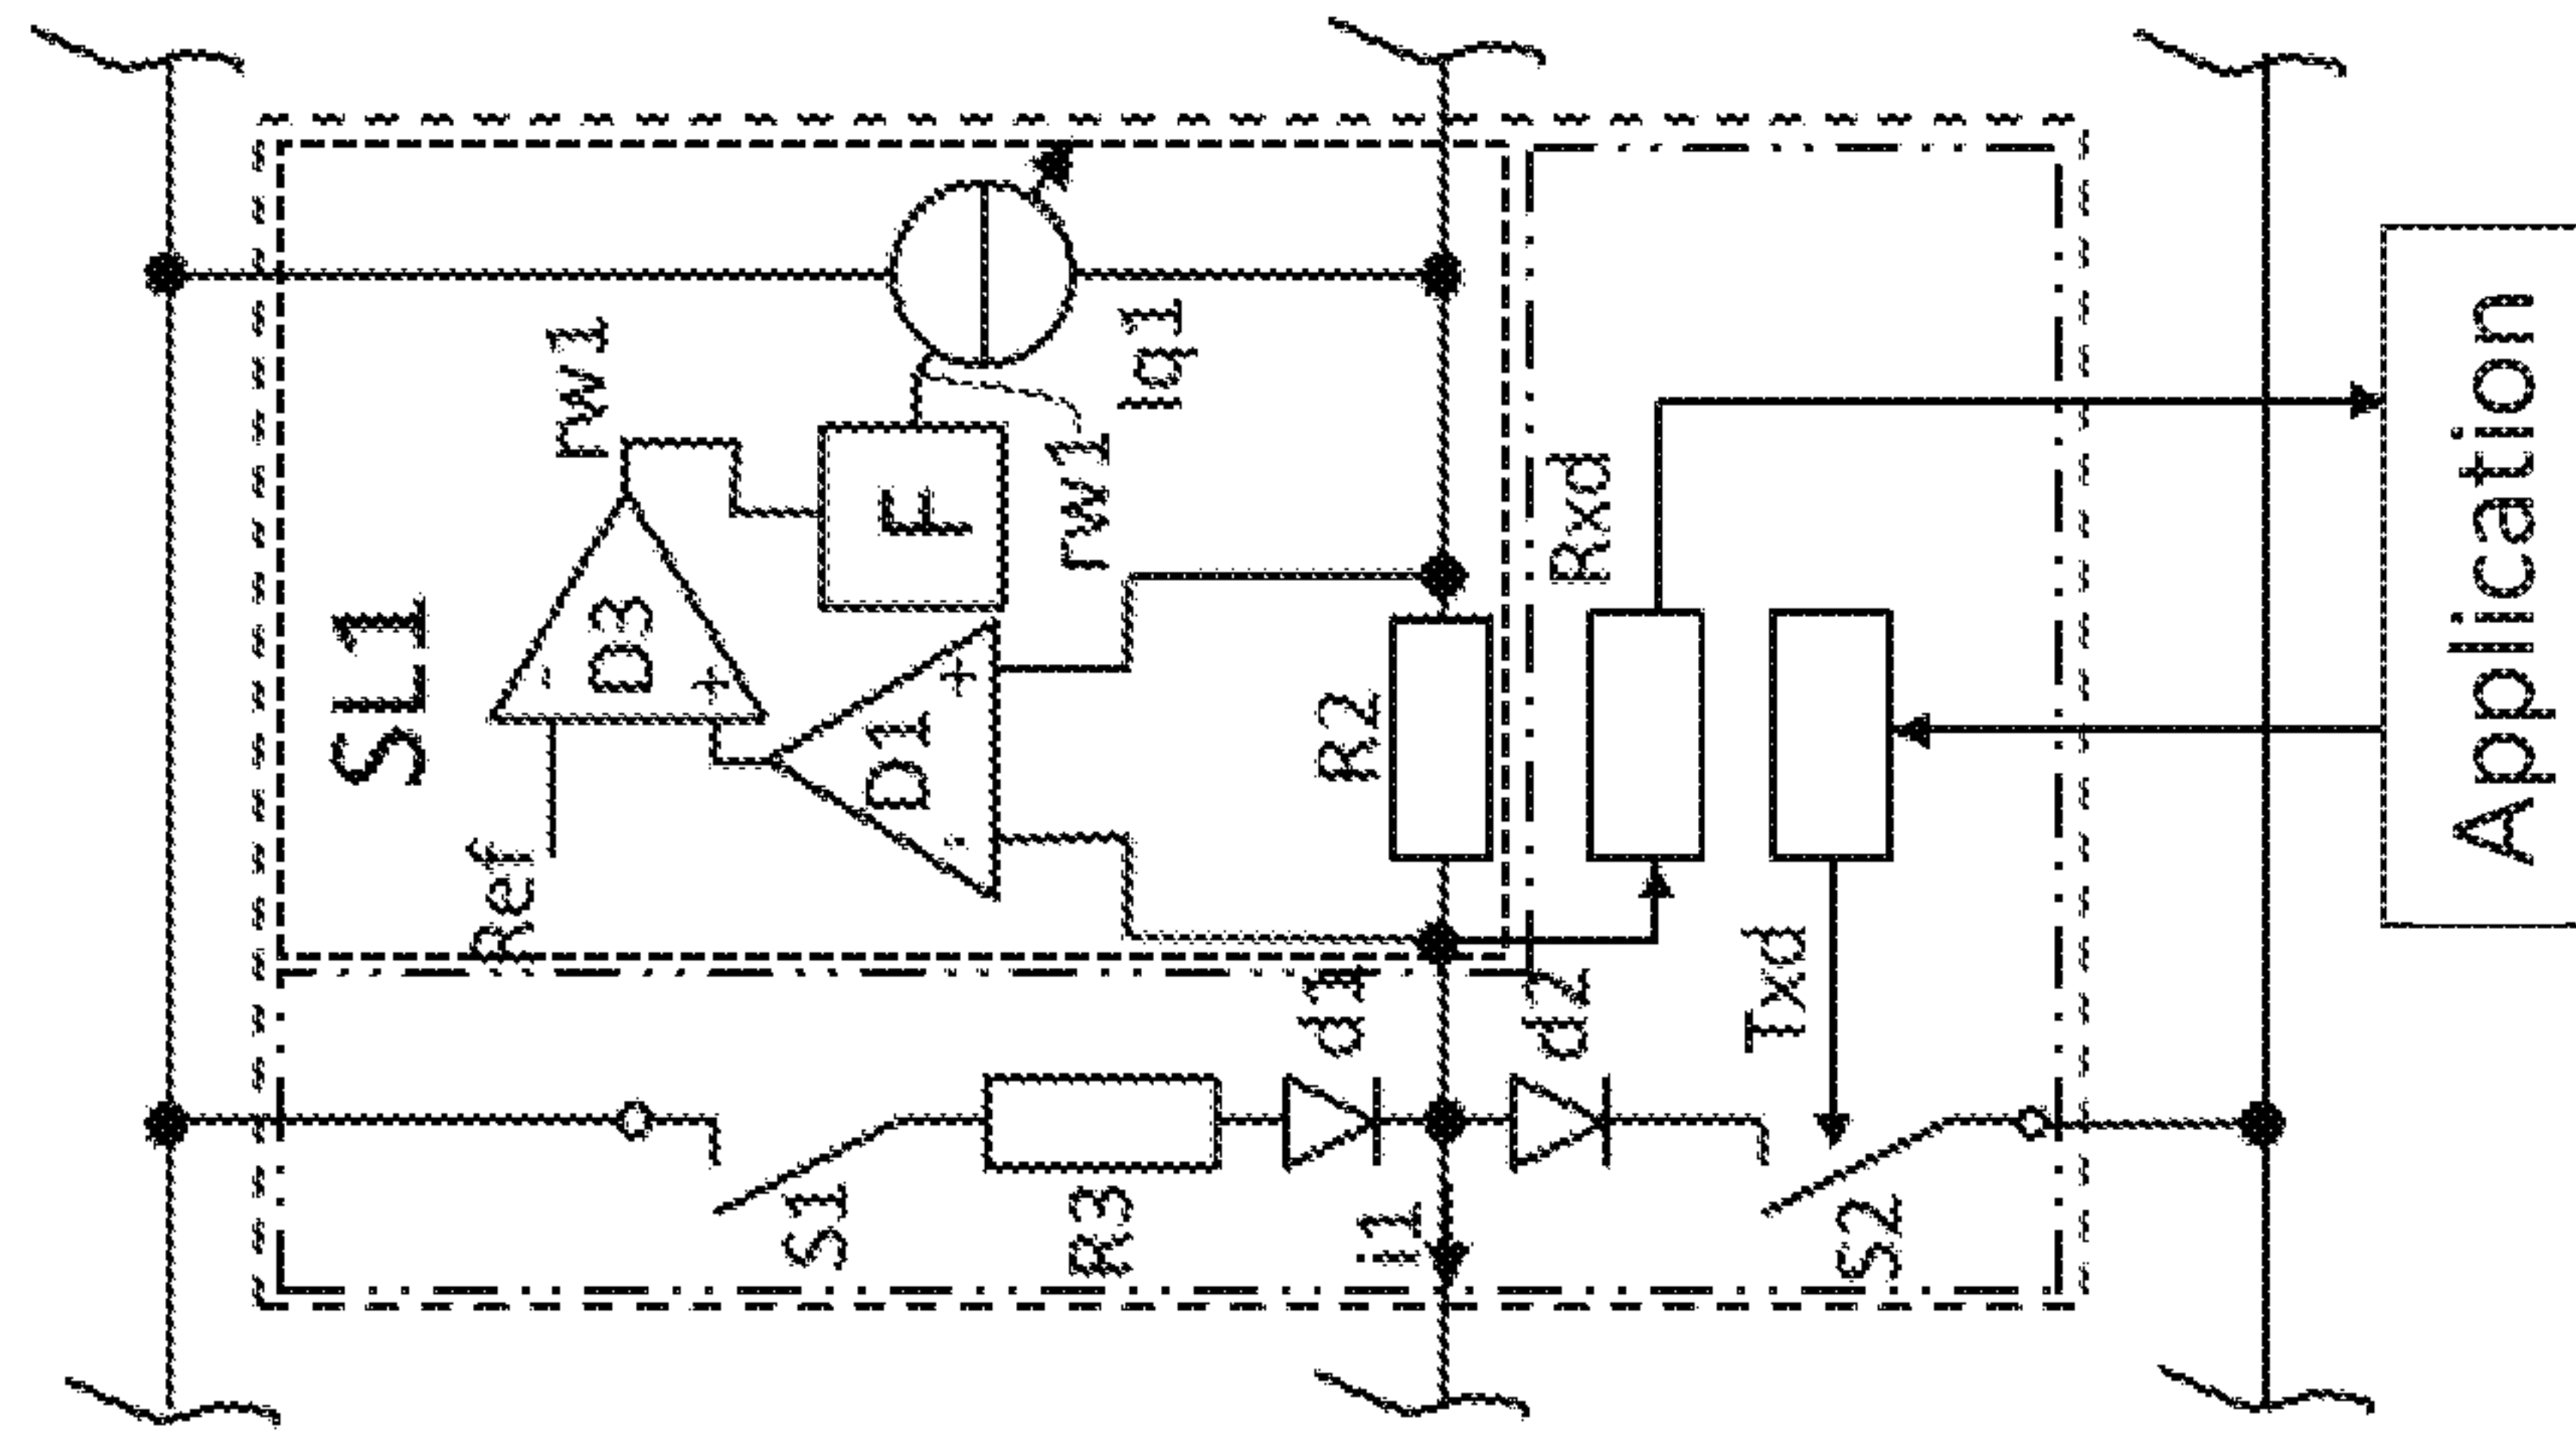 SL1
Ref
D3
-
+
rw1
D1
-
+
F
rw1
Iq1
R2
S1
R3
d1
i1
d2
Rxd
Txd
S2
Application